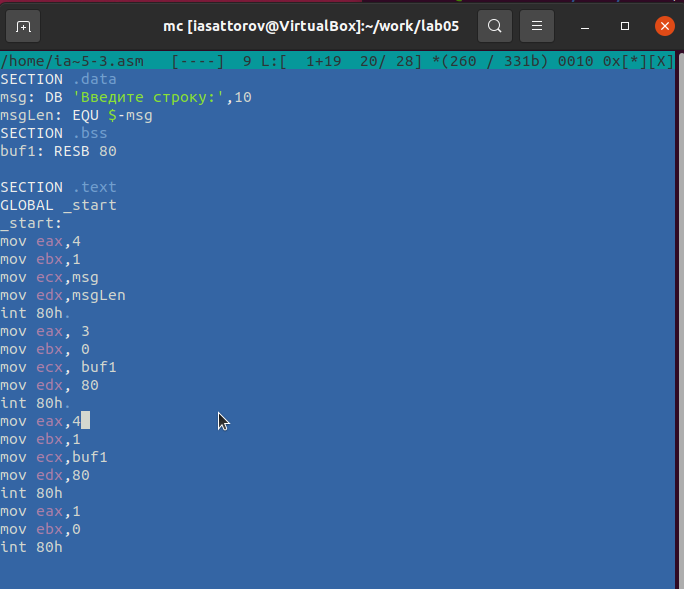 mc [iasattorov@VirtualBox]:~/work/lab05
/home/ia~5-3.asm   [----]  9 L:[  1+19  20/ 28] *(260 / 331b) 0010 0x[*][X]
SECTION .data
msg: DB 'Введите строку:',10
msgLen: EQU $-msg
SECTION .bss
buf1: RESB 80
SECTION .text
GLOBAL _start
_start:
mov eax,4
mov ebx,1
mov ecx,msg
mov edx,msgLen
int 80h.
mov eax, 3
mov ebx, 0
mov ecx, buf1
mov edx, 80
int 80h.
mov eax,4
mov ebx,1
mov ecx,buf1
mov edx,80
int 80h
mov eax,1
mov ebx,0
int 80h